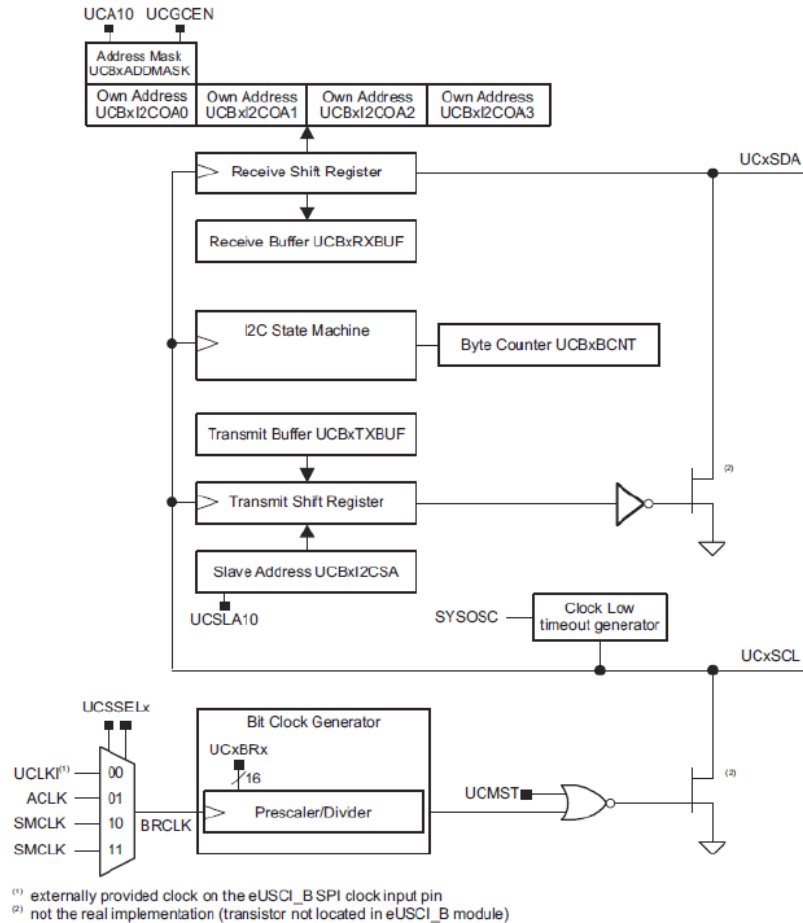 UCA10 UCGCEN
Address Mask
UCBxADDMASK
Own Address Own Address Own Address Own Address
UCBxI2COA0 UCBxI2COA1 UCBxI2COA2 UCBxI2COA3
UCxSDA
Receive Shift Register
Receive Buffer UCBxRXBUF
I2C State Machine
Byte Counter UCBxBCNT
Transmit Buffer UCBxTXBUF
(2)
Transmit Shift Register
Slave Address UCBxI2CSA
UCSLA10
SYSOSC
Clock Low
timeout generator
UCxSCL
UCSSELx
Bit Clock Generator
UCxBRx
16
UCLKI(1) 00
ACLK 01
SMCLK 10
SMCLK 11
BRCLK
Prescaler/Divider
UCMST
(2)
(1) externally provided clock on the eUSCI_B SPI clock input pin
(2) not the real implementation (transistor not located in eUSCI_B module)